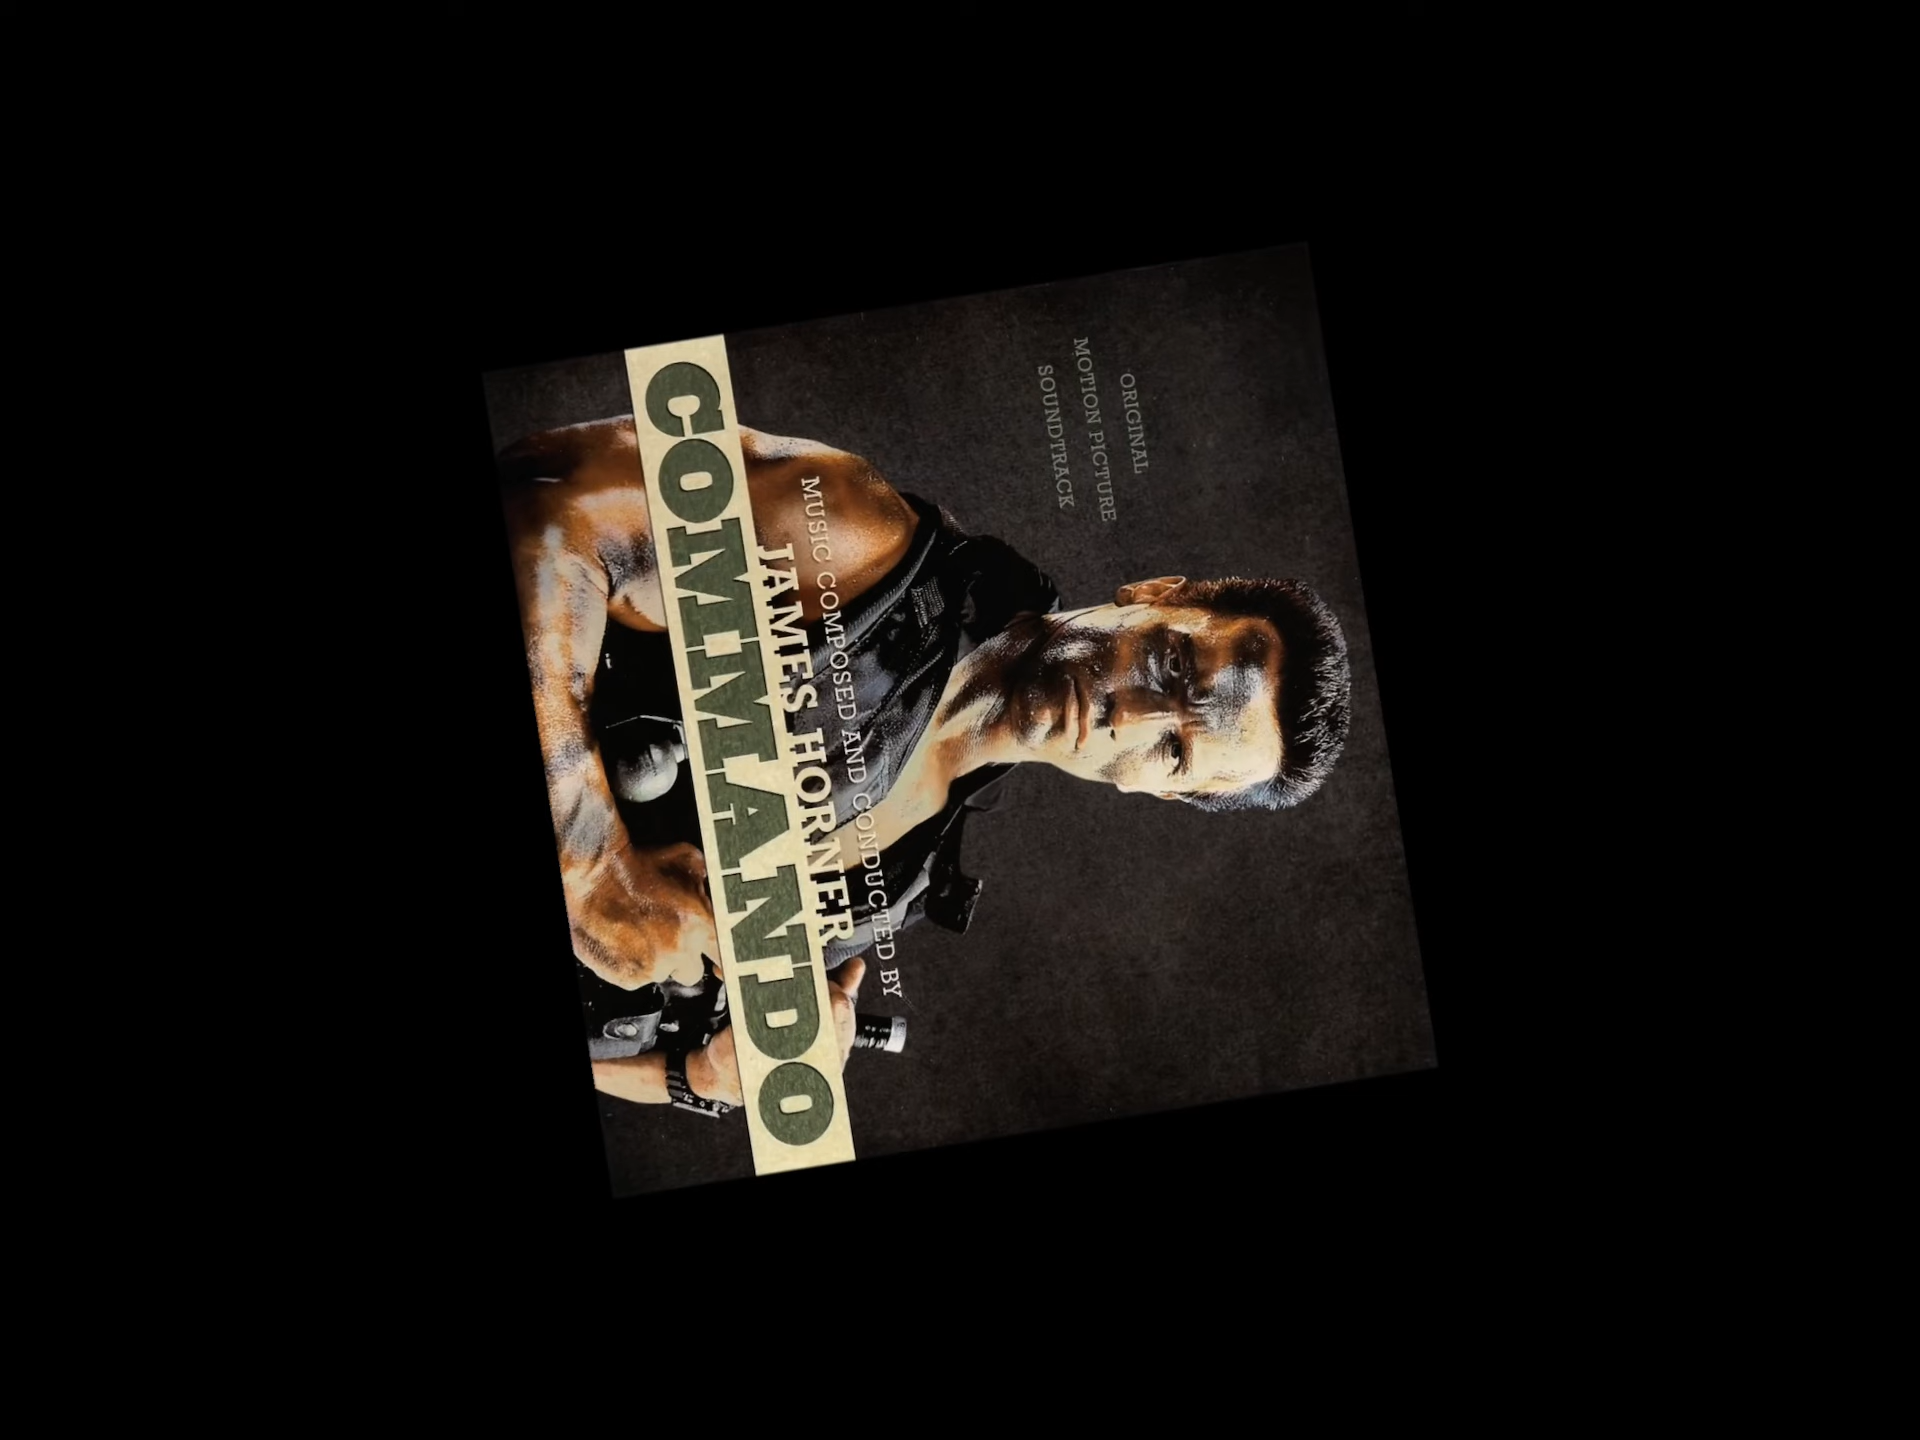 ORIGINAL
MOTION PICTURE
SOUNDTRACK
MUSIC COMPOSED AND CONDUCTED BY
JAMES HORNER
COMMANDO